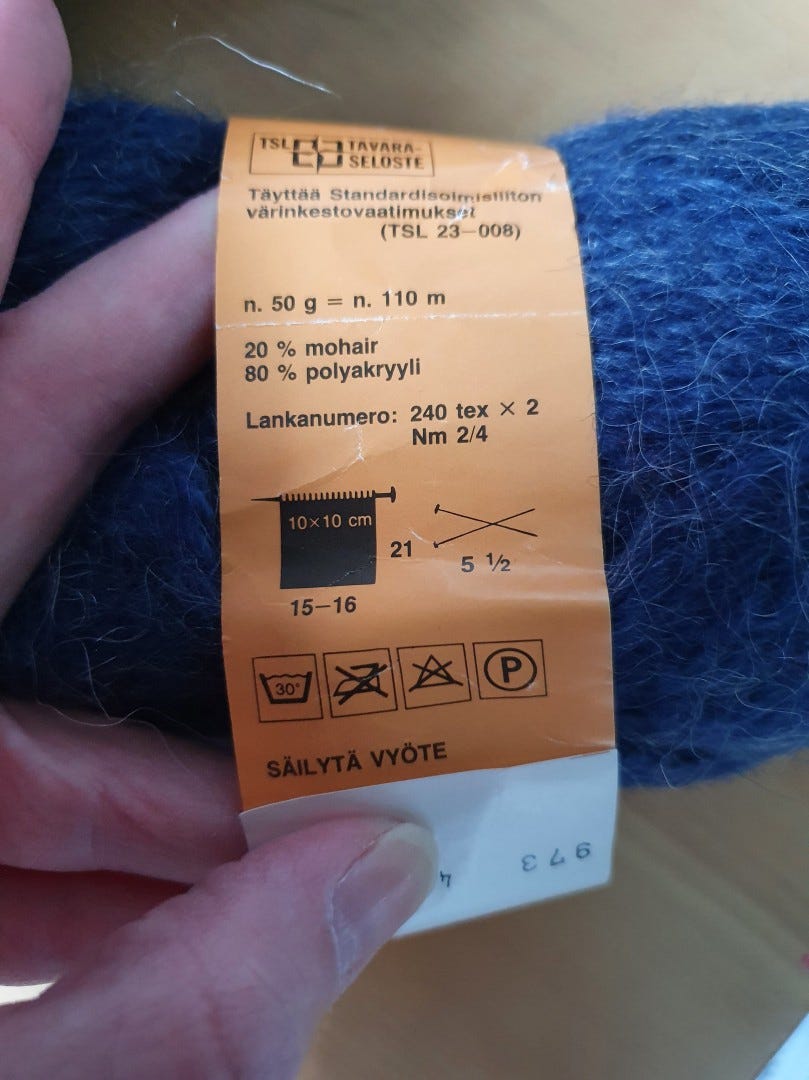 TSL TAVARA-
SELOSTE
Täyttää Standardisoimisliiton
värinkestovaatimukset
(TSL 23-008)
n. 50 g = n. 110 m
20 % mohair
80 % polyakryyli
Lankanumero: 240 tex × 2
Nm 2/4
10×10 cm
21
5 ½
15-16
30° P
SÄILYTÄ VYÖTE
4 973